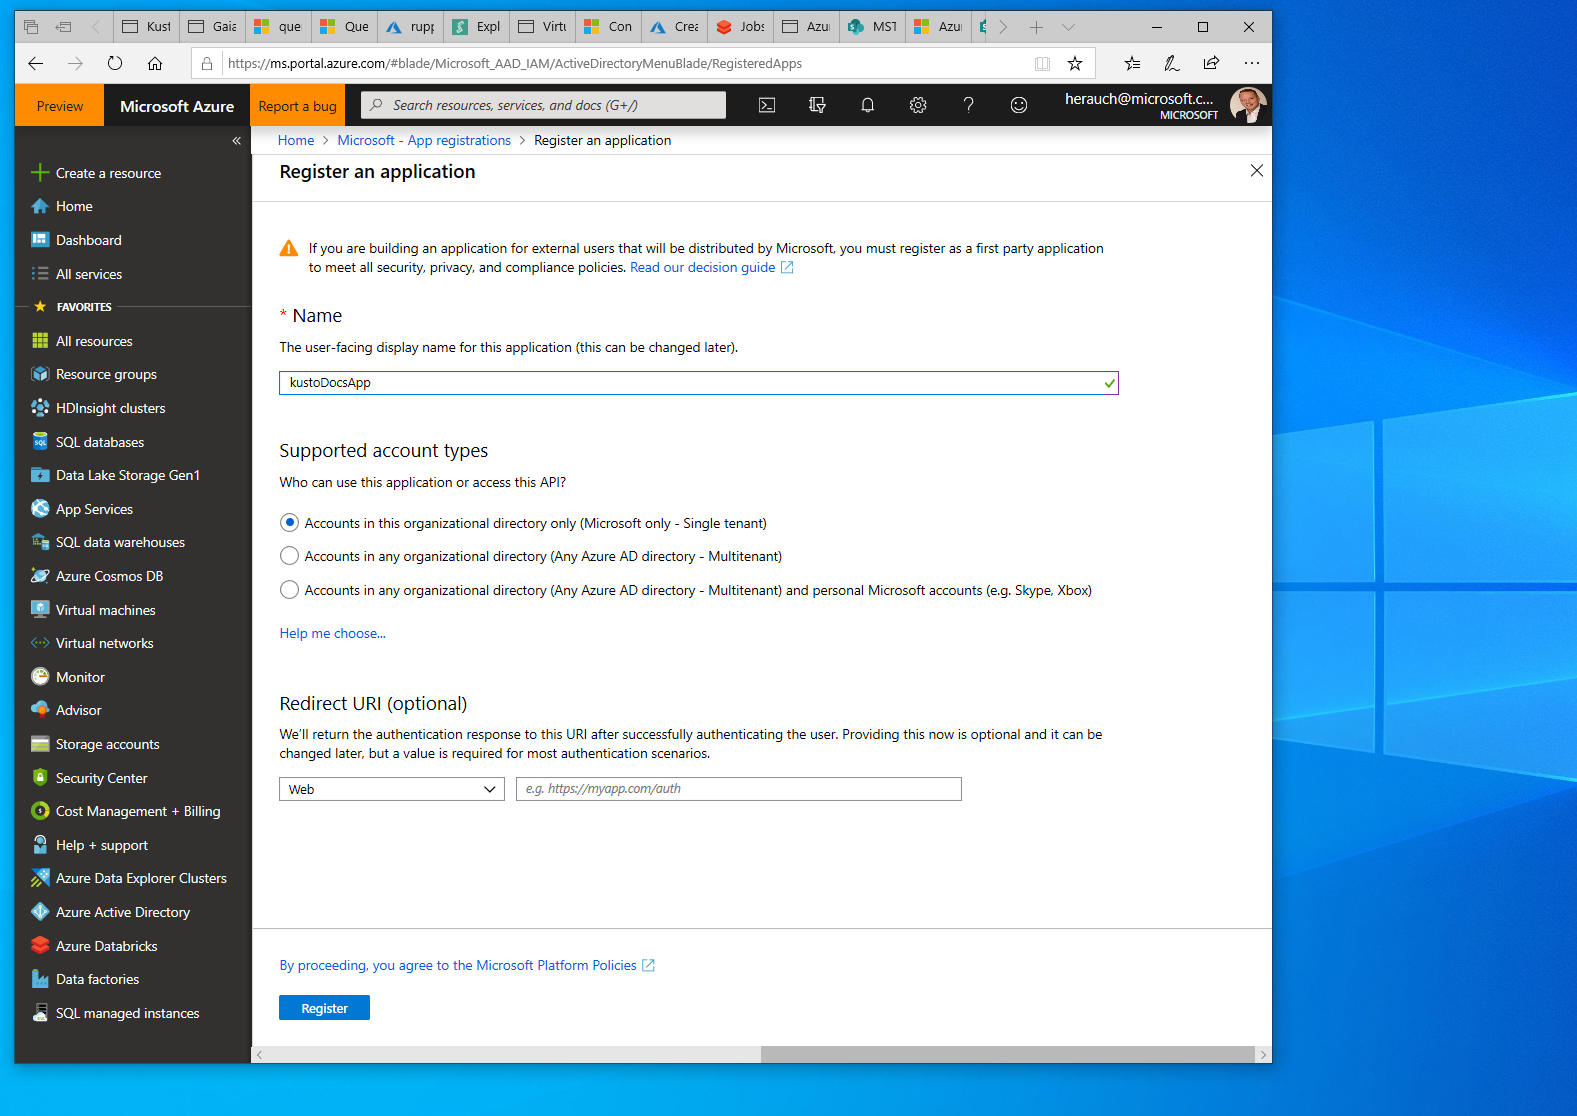 Kust
Gaia
que
Que
rupp
Expl
Virtu
Con
Crea
Jobs
Azu
MST
Azu
https://ms.portal.azure.com/#blade/Microsoft_AAD_IAM/ActiveDirectoryMenuBlade/RegisteredApps
Preview
Microsoft Azure
Report a bug
Search resources, services, and docs (G+/)
herauch@microsoft.c...
MICROSOFT
Home > Microsoft - App registrations > Register an application
Register an application
Create a resource
Home
Dashboard
All services
FAVORITES
All resources
Resource groups
HDInsight clusters
SQL databases
Data Lake Storage Gen1
App Services
SQL data warehouses
Azure Cosmos DB
Virtual machines
Virtual networks
Monitor
Advisor
Storage accounts
Security Center
Cost Management + Billing
Help + support
Azure Data Explorer Clusters
Azure Active Directory
Azure Databricks
Data factories
SQL managed instances
If you are building an application for external users that will be distributed by Microsoft, you must register as a first party application
to meet all security, privacy, and compliance policies. Read our decision guide
* Name
The user-facing display name for this application (this can be changed later).
kustoDocsApp
Supported account types
Who can use this application or access this API?
Accounts in this organizational directory only (Microsoft only - Single tenant)
Accounts in any organizational directory (Any Azure AD directory - Multitenant)
Accounts in any organizational directory (Any Azure AD directory - Multitenant) and personal Microsoft accounts (e.g. Skype, Xbox)
Help me choose...
Redirect URI (optional)
We'll return the authentication response to this URI after successfully authenticating the user. Providing this now is optional and it can be
changed later, but a value is required for most authentication scenarios.
Web
e.g. https://myapp.com/auth
By proceeding, you agree to the Microsoft Platform Policies
Register